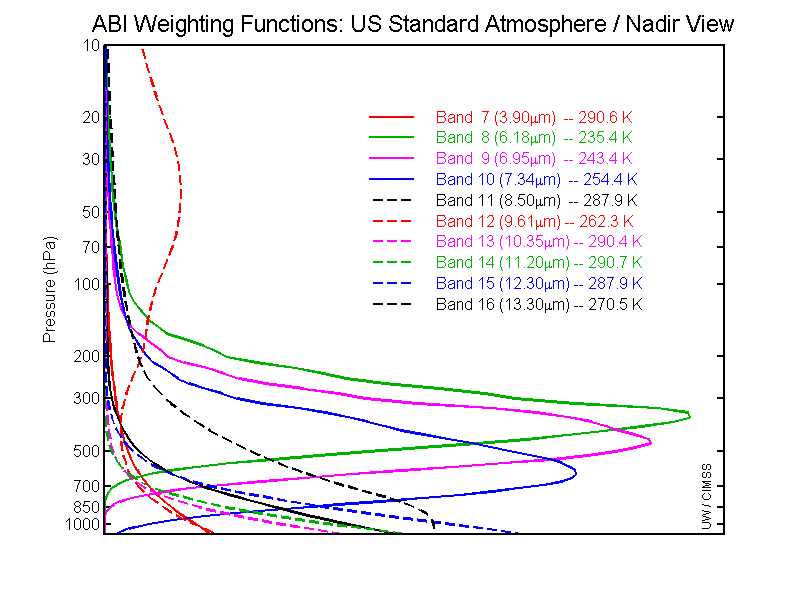 ABI Weighting Functions: US Standard Atmosphere / Nadir View
10
20
30
50
70
100
200
300
500
700
850
1000
Pressure (hPa)
Band 7 (3.90μm) -- 290.6 K
Band 8 (6.18μm) -- 235.4 K
Band 9 (6.95μm) -- 243.4 K
Band 10 (7.34μm) -- 254.4 K
Band 11 (8.50μm) -- 287.9 K
Band 12 (9.61μm) -- 262.3 K
Band 13 (10.35μm) -- 290.4 K
Band 14 (11.20μm) -- 290.7 K
Band 15 (12.30μm) -- 287.9 K
Band 16 (13.30μm) -- 270.5 K
UW / CIMSS